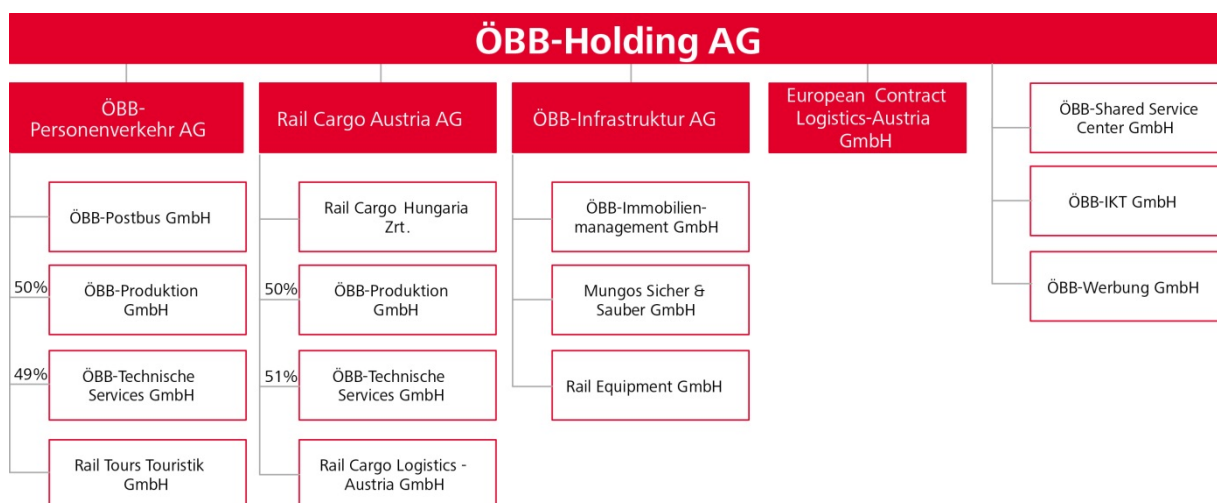 ÖBB-Holding AG
ÖBB-
Personenverkehr AG
Rail Cargo Austria AG
ÖBB-Infrastruktur AG
European Contract
Logistics-Austria
GmbH
ÖBB-Shared Service
Center GmbH
ÖBB-IKT GmbH
ÖBB-Werbung GmbH
ÖBB-Postbus GmbH
50%
ÖBB-Produktion
GmbH
49%
ÖBB-Technische
Services GmbH
Rail Tours Touristik
GmbH
Rail Cargo Hungaria
Zrt.
50%
ÖBB-Produktion
GmbH
51%
ÖBB-Technische
Services GmbH
Rail Cargo Logistics -
Austria GmbH
ÖBB-Immobilien-
management GmbH
Mungos Sicher &
Sauber GmbH
Rail Equipment GmbH